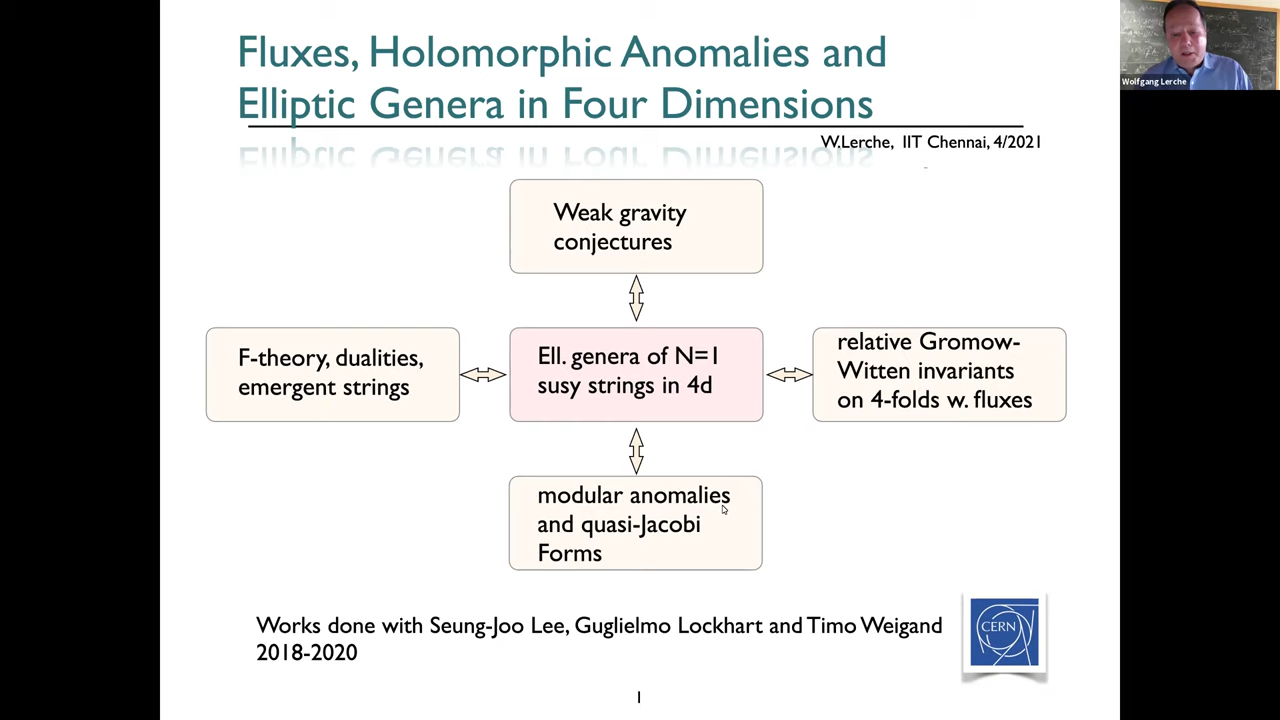 Fluxes, Holomorphic Anomalies and
Elliptic Genera in Four Dimensions
W.Lerche, IIT Chennai, 4/2021
Wolfgang Lerche
Weak gravity
conjectures
F-theory, dualities,
emergent strings
Ell. genera of N=1
susy strings in 4d
relative Gromow-
Witten invariants
on 4-folds w. fluxes
modular anomalies
and quasi-Jacobi
Forms
Works done with Seung-Joo Lee, Guglielmo Lockhart and Timo Weigand
2018-2020
CERN
1